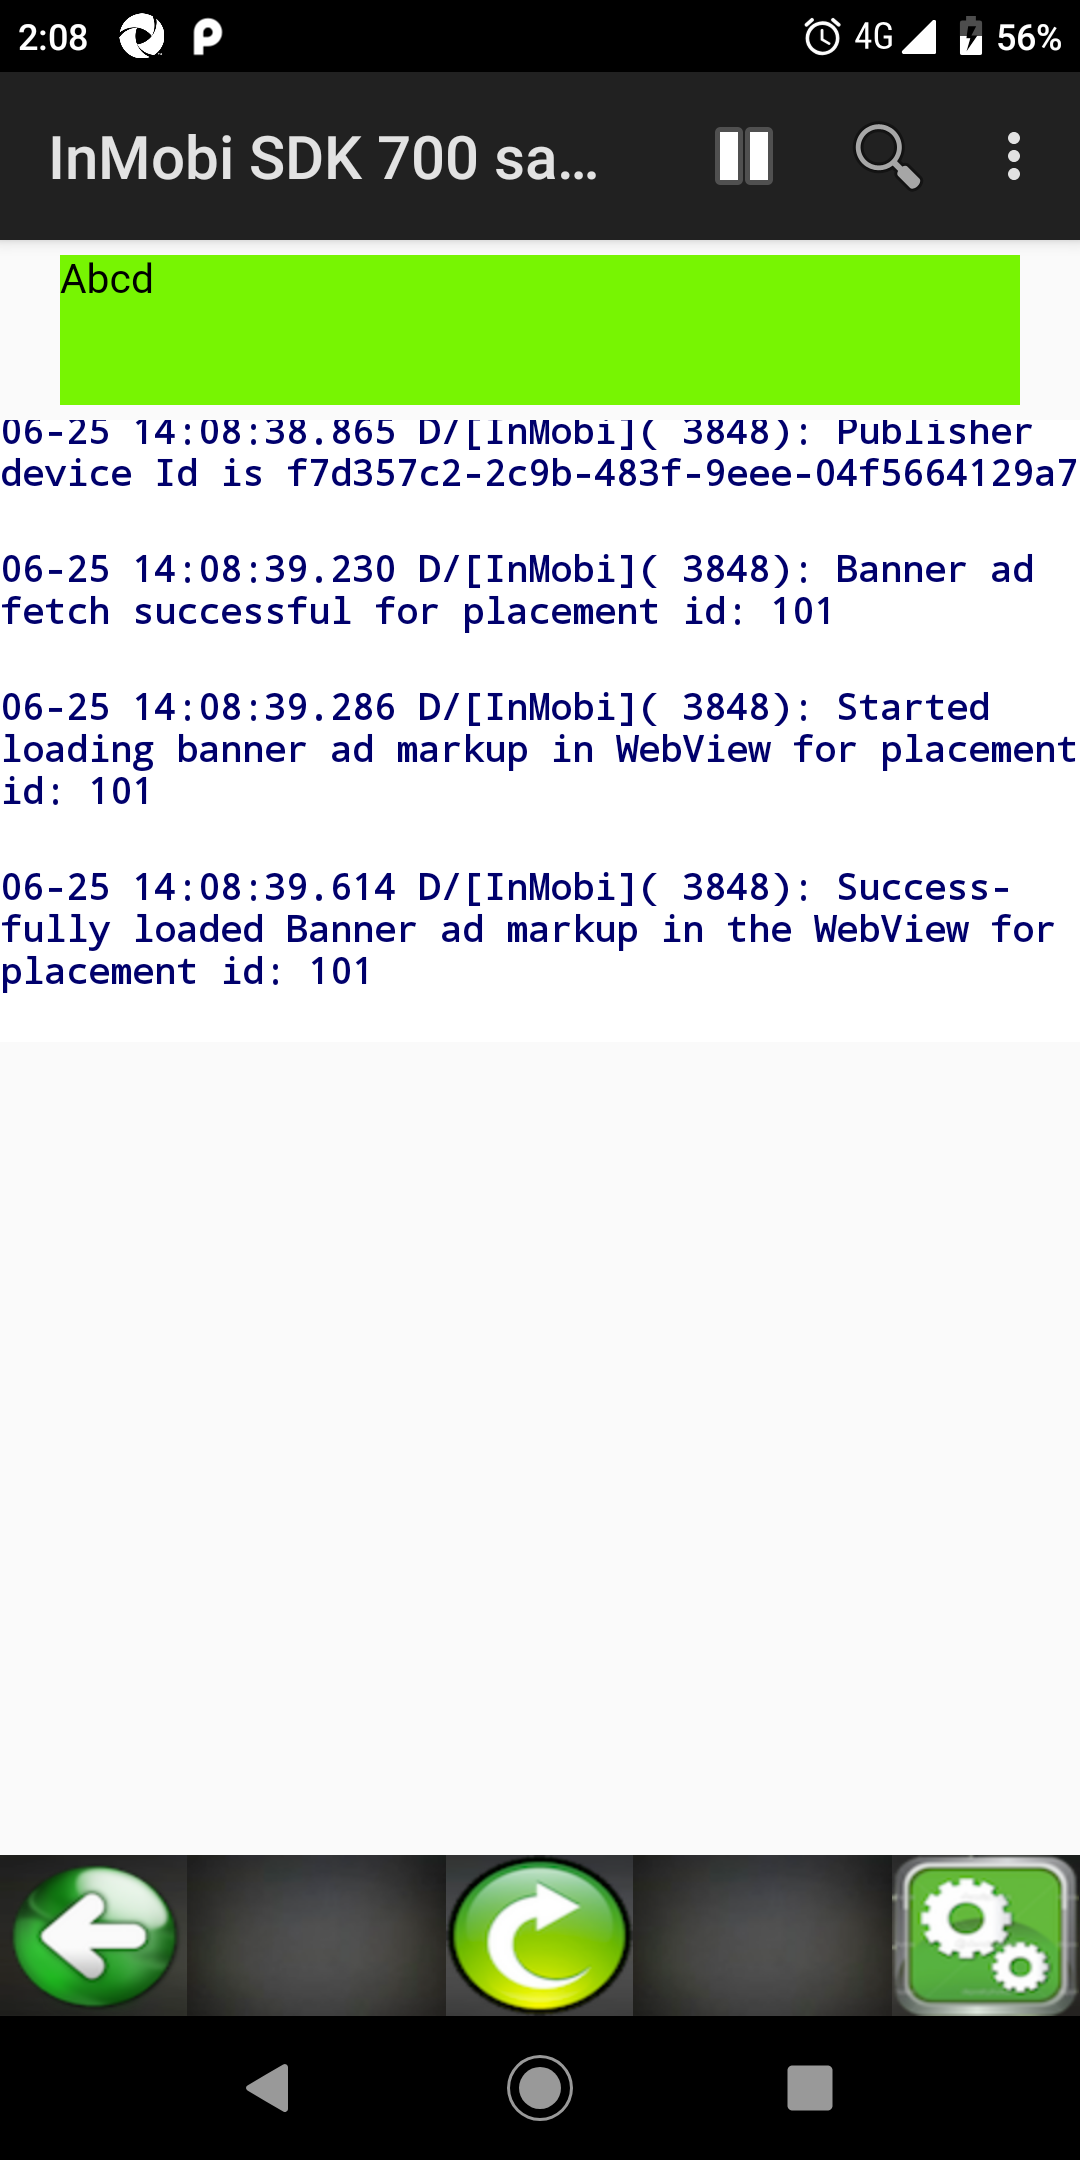 2:08
4G
56%
InMobi SDK 700 sa...
Abcd
06-25 14:08:38.865 D/[InMobi]( 3848): Publisher
device Id is f7d357c2-2c9b-483f-9eee-04f5664129a7
06-25 14:08:39.230 D/[InMobi]( 3848): Banner ad
fetch successful for placement id: 101
06-25 14:08:39.286 D/[InMobi]( 3848): Started
loading banner ad markup in WebView for placement
id: 101
06-25 14:08:39.614 D/[InMobi]( 3848): Success-
fully loaded Banner ad markup in the WebView for
placement id: 101